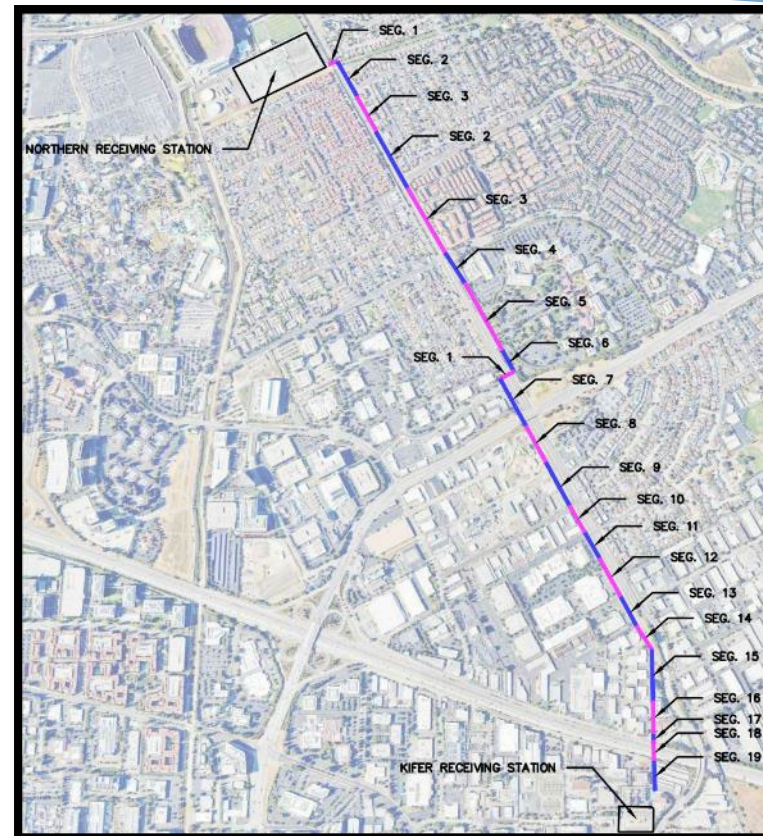 SEG. 1
SEG. 2
SEG. 3
SEG. 2
NORTHERN RECEIVING STATION
SEG. 3
SEG. 4
SEG. 5
SEG. 6
SEG. 1
SEG. 7
SEG. 8
SEG. 9
SEG. 10
SEG. 11
SEG. 12
SEG. 13
SEG. 14
SEG. 15
SEG. 16
SEG. 17
SEG. 18
SEG. 19
KIFER RECEIVING STATION